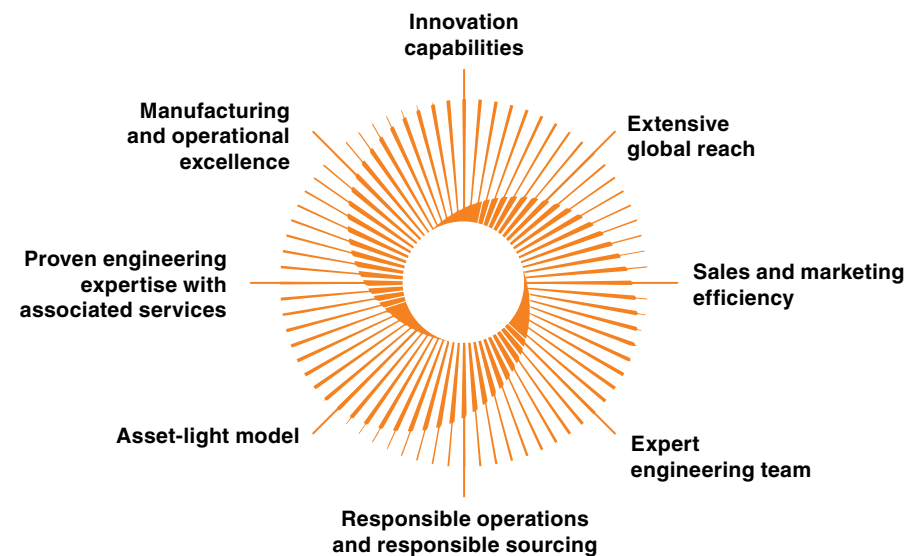 Innovation
capabilities
Extensive
global reach
Sales and marketing
efficiency
Expert
engineering team
Responsible operations
and responsible sourcing
Asset-light model
Proven engineering
expertise with
associated services
Manufacturing
and operational
excellence